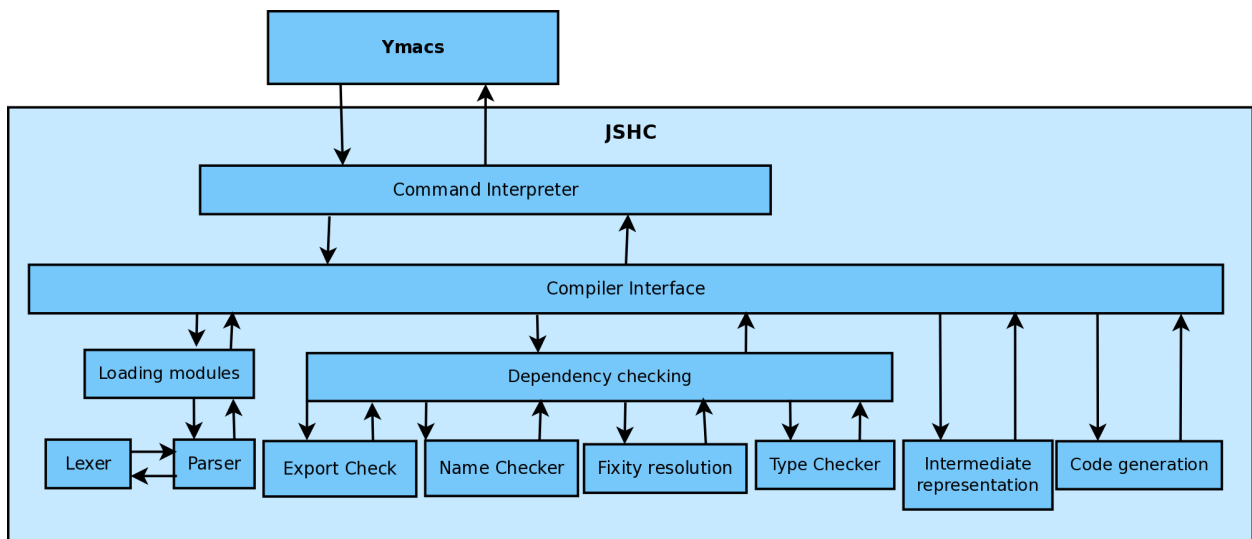 Ymacs
JSHC
Command Interpreter
Compiler Interface
Loading modules
Dependency checking
Lexer
Parser
Export Check
Name Checker
Fixity resolution
Type Checker
Intermediate
representation
Code generation